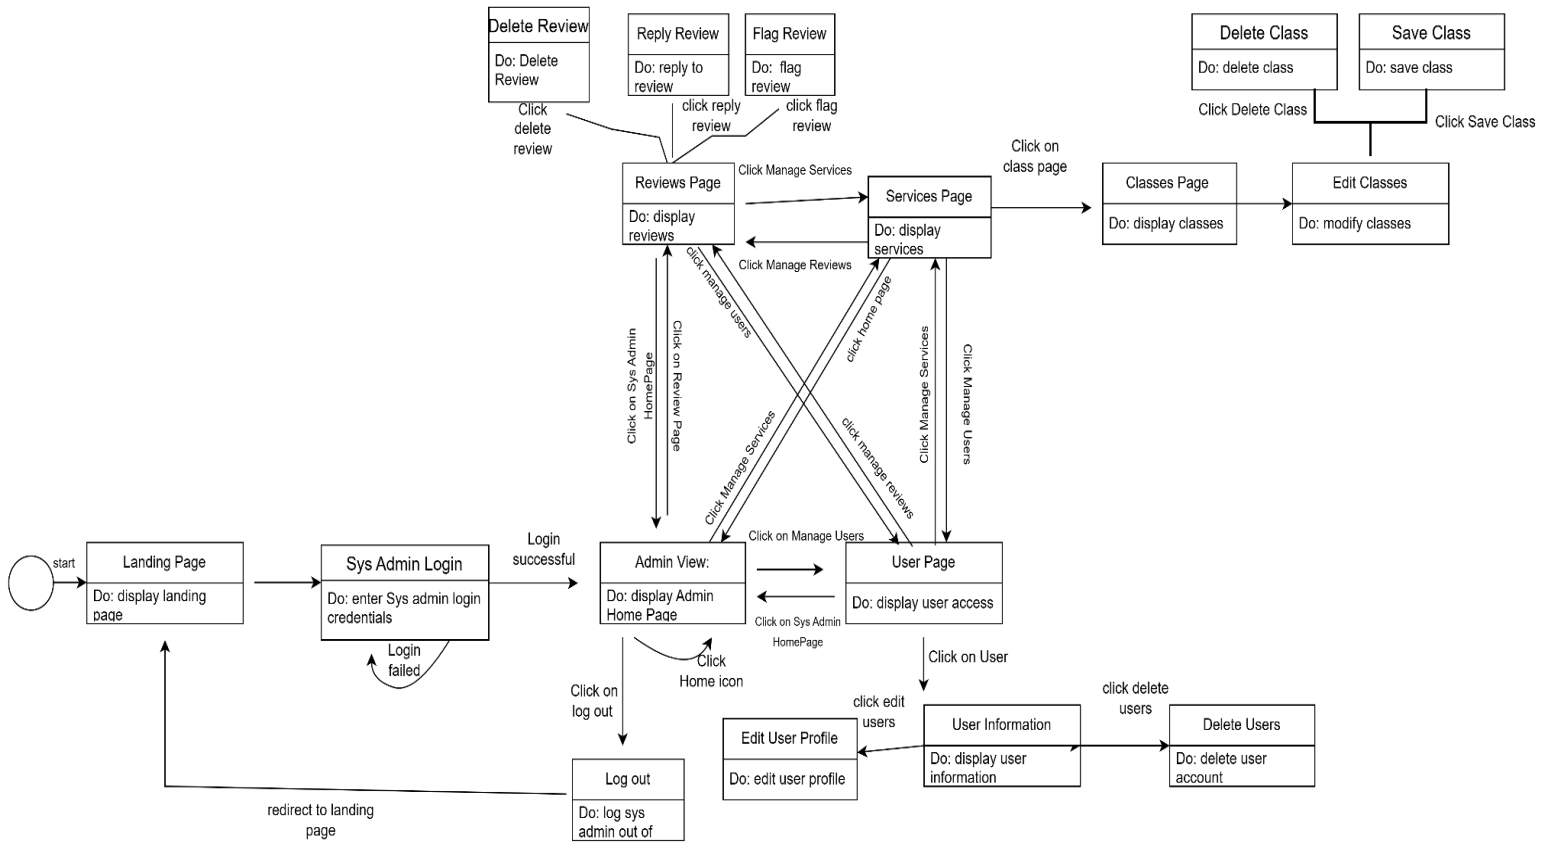 Delete Review
Do: Delete
Review
Reply Review
Do: reply to
review
Flag Review
Do: flag
review
Delete Class
Do: delete class
Save Class
Do: save class
Click
delete
review
click reply
review
click flag
review
Click Delete Class
Click Save Class
Reviews Page
Do: display
reviews
Click Manage Services
Services Page
Do: display
services
Click Manage Reviews
Click on
class page
Classes Page
Do: display classes
Edit Classes
Do: modify classes
Click on Sys Admin
HomePage
Click on Review Page
click manage users
click home page
Click Manage Services
click manage reviews
Click Manage Services
Click Manage Users
start
Landing Page
Do: display landing
page
Sys Admin Login
Do: enter Sys admin login
credentials
Login
failed
Login
successful
Admin View:
Do: display Admin
Home Page
Click on Manage Users
Click on Sys Admin
HomePage
User Page
Do: display user access
Click
Home icon
Click on
log out
Click on User
click edit
users
Edit User Profile
Do: edit user profile
User Information
Do: display user
information
click delete
users
Delete Users
Do: delete user
account
Log out
Do: log sys
admin out of
redirect to landing
page